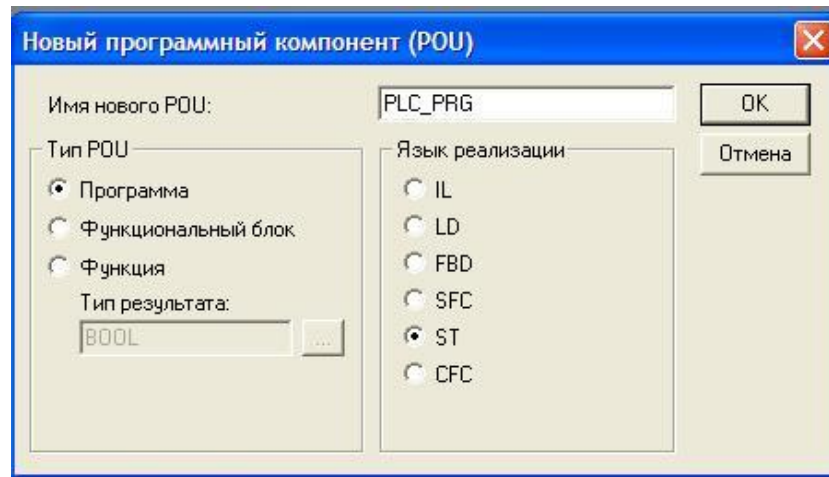 Новый программный компонент (POU)
Имя нового POU:
PLC_PRG
OK
Отмена
Тип POU
Программа
Функциональный блок
Функция
Тип результата:
BOOL
...
Язык реализации
IL
LD
FBD
SFC
ST
CFC